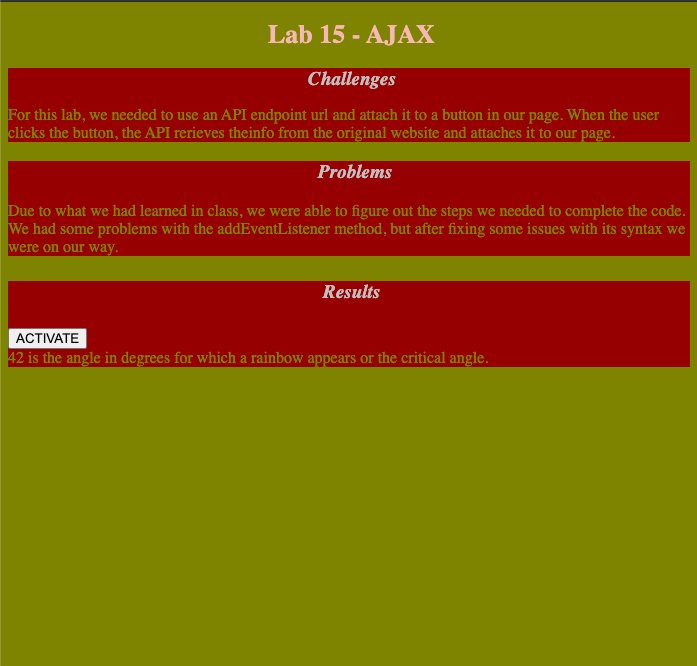 Lab 15 - AJAX
Challenges
For this lab, we needed to use an API endpoint url and attach it to a button in our page. When the user
clicks the button, the API rerieves theinfo from the original website and attaches it to our page.
Problems
Due to what we had learned in class, we were able to figure out the steps we needed to complete the code.
We had some problems with the addEventListener method, but after fixing some issues with its syntax we
were on our way.
Results
ACTIVATE
42 is the angle in degrees for which a rainbow appears or the critical angle.